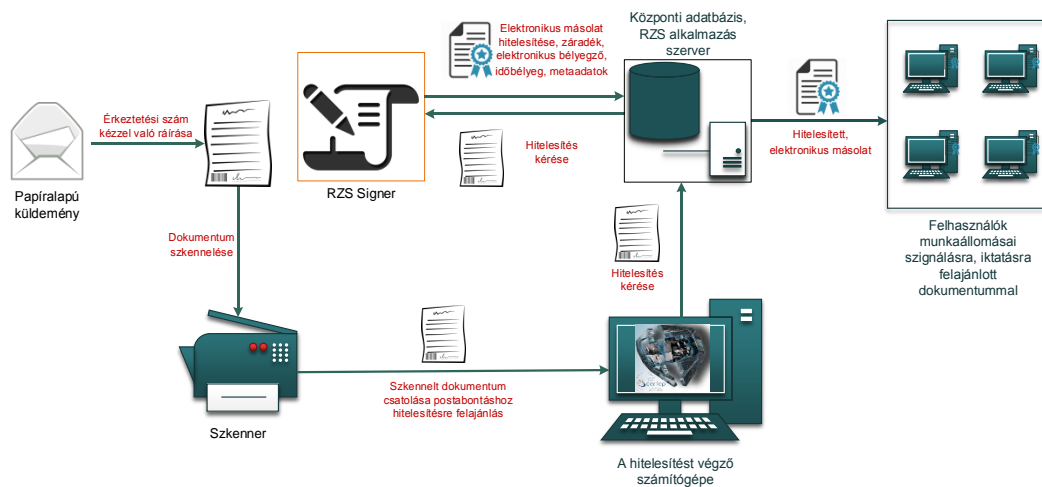 Elektronikus másolat
hitelesítése, záradék,
elektronikus bélyegző,
időbélyeg, metaadatok
Központi adatbázis,
RZS alkalmazás
szerver
Érkeztetési szám
kézzel való ráírása
Hitelesítés
kérése
Hitelesített,
elektronikus másolat
Papíralapú
küldemény
RZS Signer
Felhasználók
munkaállomásai
szignálásra, iktatásra
felajánlott
dokumentummal
Dokumentum
szkennelése
Hitelesítés
kérése
Szkennelt dokumentum
csatolása postabontáshoz
hitelesítésre felajánlás
Szkenner
A hitelesítést végző
számítógépe